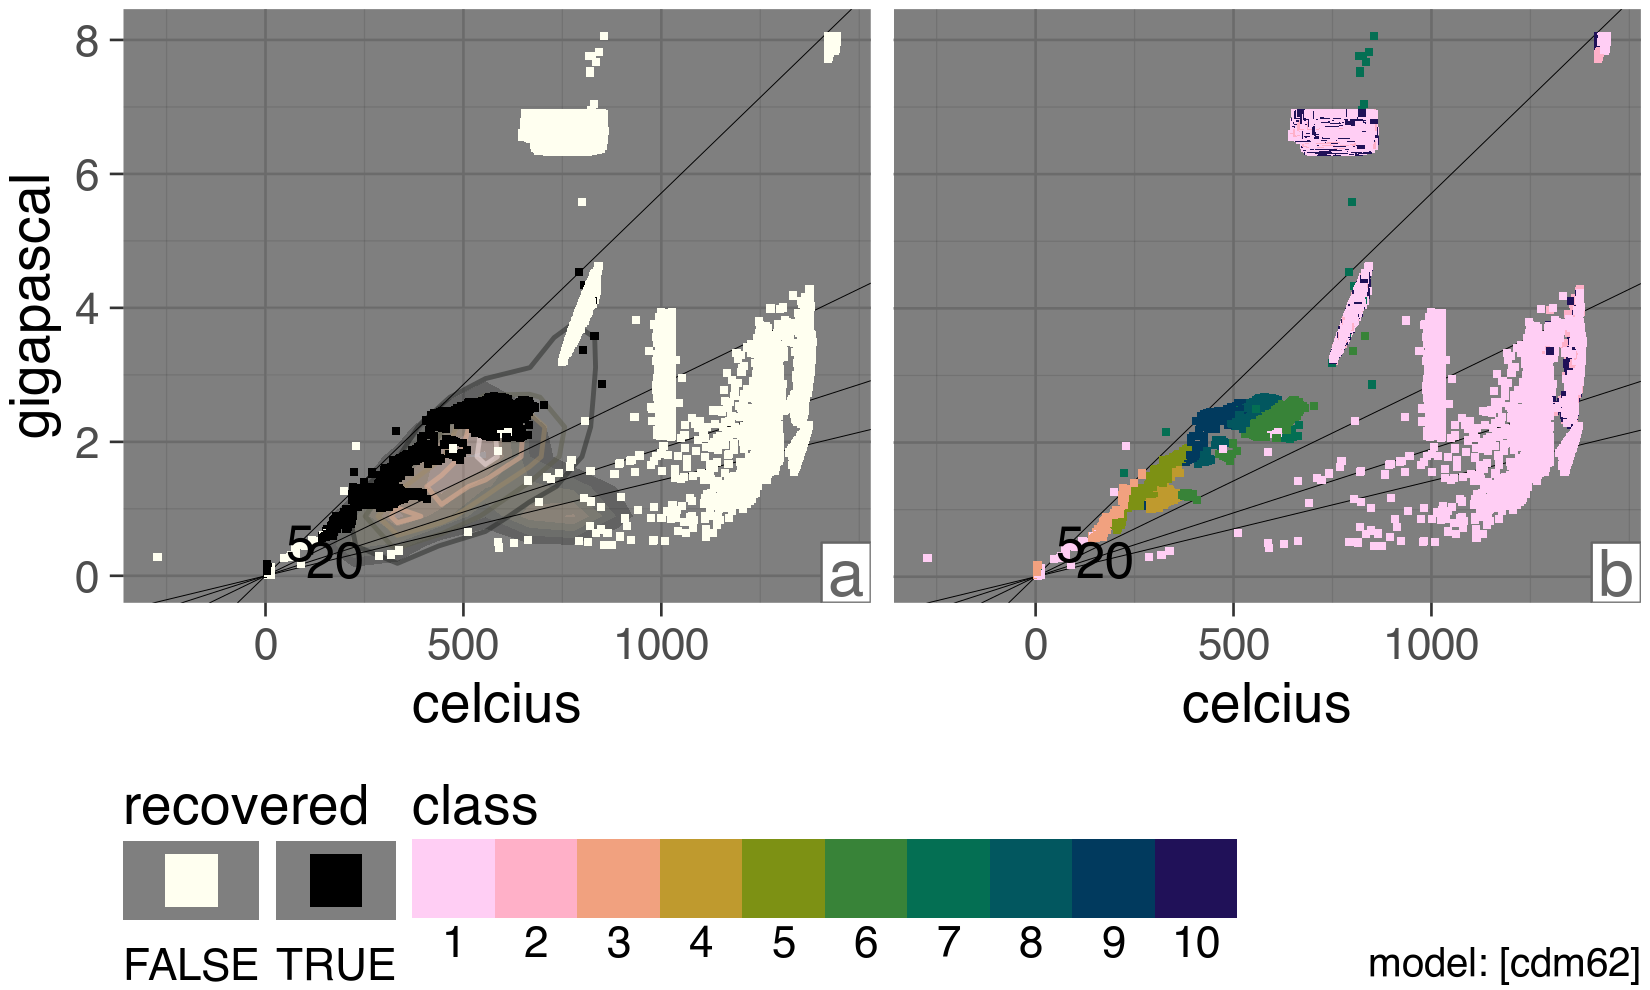 gigapascal
8
6
4
2
0
5
20
a
0 500 1000
celcius
5
20
b
0 500 1000
celcius
recovered
FALSE TRUE
class
1 2 3 4 5 6 7 8 9 10
model: [cdm62]